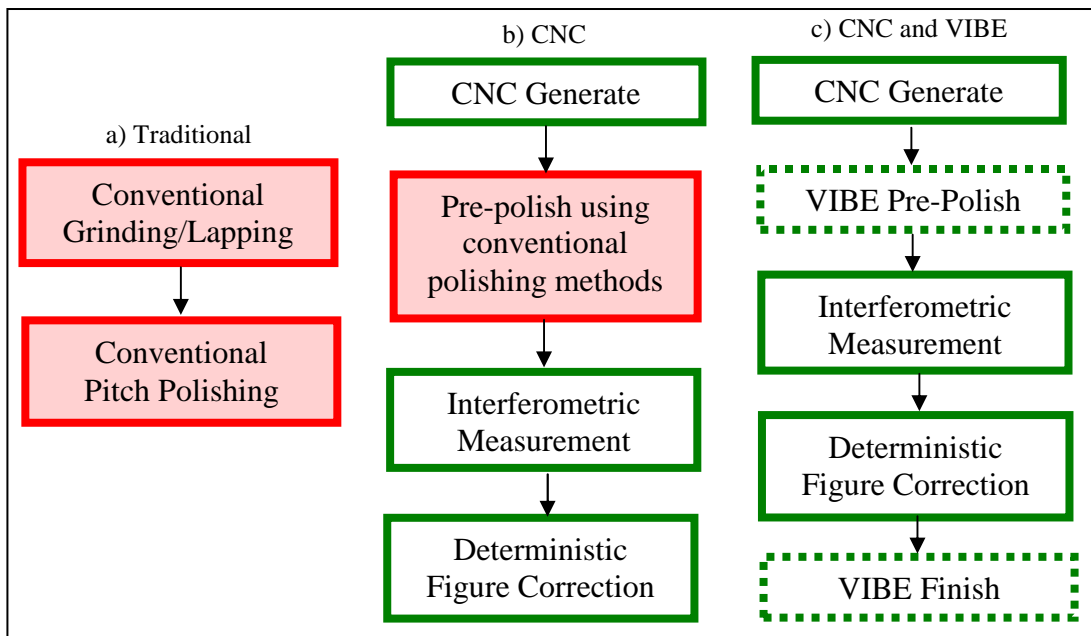 a) Traditional
Conventional
Grinding/Lapping
Conventional
Pitch Polishing
b) CNC
CNC Generate
Pre-polish using
conventional
polishing methods
Interferometric
Measurement
Deterministic
Figure Correction
c) CNC and VIBE
CNC Generate
VIBE Pre-Polish
Interferometric
Measurement
Deterministic
Figure Correction
VIBE Finish